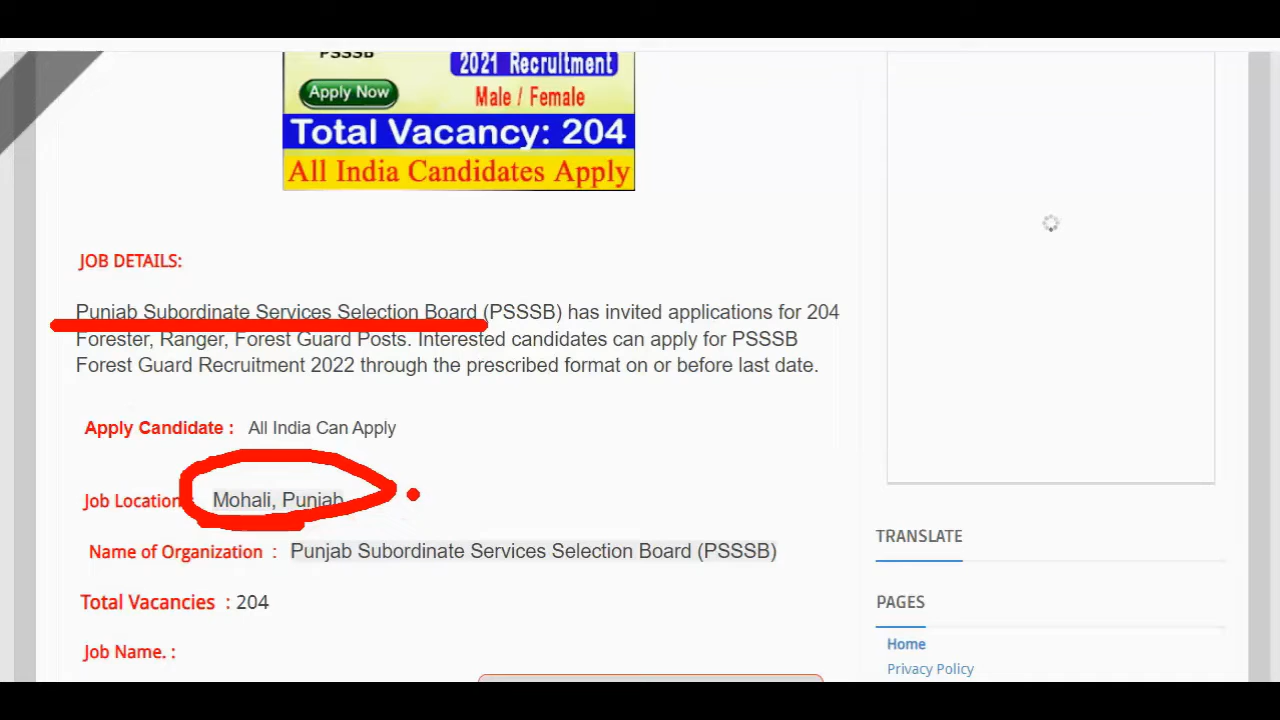 PSSSB
2021 Recruitment
Apply Now
Male / Female
Total Vacancy: 204
All India Candidates Apply
JOB DETAILS:
Punjab Subordinate Services Selection Board (PSSSB) has invited applications for 204
Forester, Ranger, Forest Guard Posts. Interested candidates can apply for PSSSB
Forest Guard Recruitment 2022 through the prescribed format on or before last date.
Apply Candidate : All India Can Apply
Job Location : Mohali, Punjab
Name of Organization : Punjab Subordinate Services Selection Board (PSSSB)
Total Vacancies : 204
Job Name. :
TRANSLATE
PAGES
Home
Privacy Policy